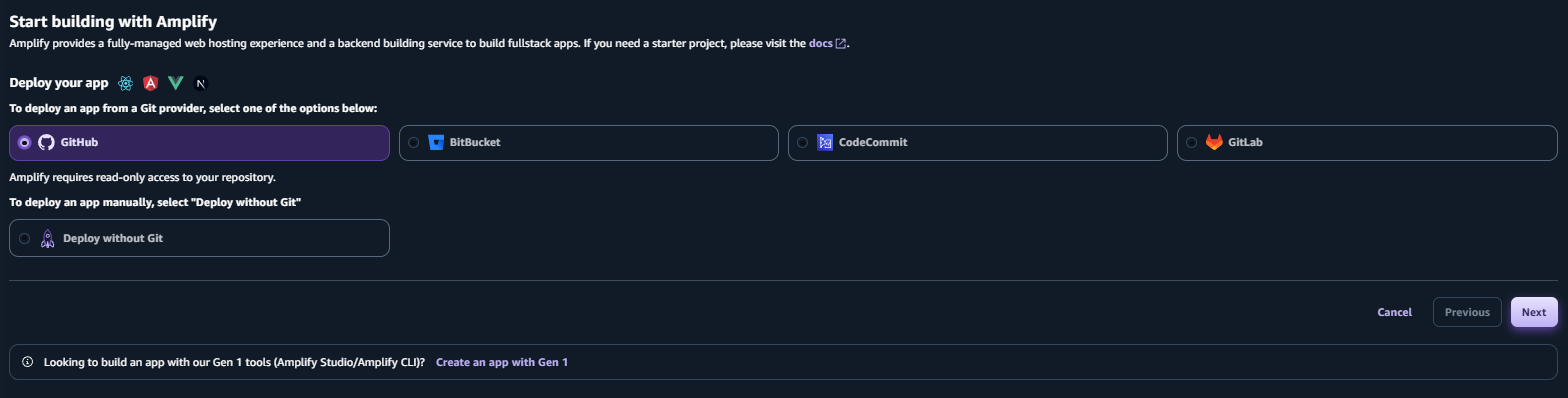 Start building with Amplify
Amplify provides a fully-managed web hosting experience and a backend building service to build fullstack apps. If you need a starter project, please visit the docs.
Deploy your app
To deploy an app from a Git provider, select one of the options below:
GitHub
BitBucket
CodeCommit
GitLab
Amplify requires read-only access to your repository.
To deploy an app manually, select "Deploy without Git"
Deploy without Git
Cancel
Previous
Next
Looking to build an app with our Gen 1 tools (Amplify Studio/Amplify CLI)? Create an app with Gen 1